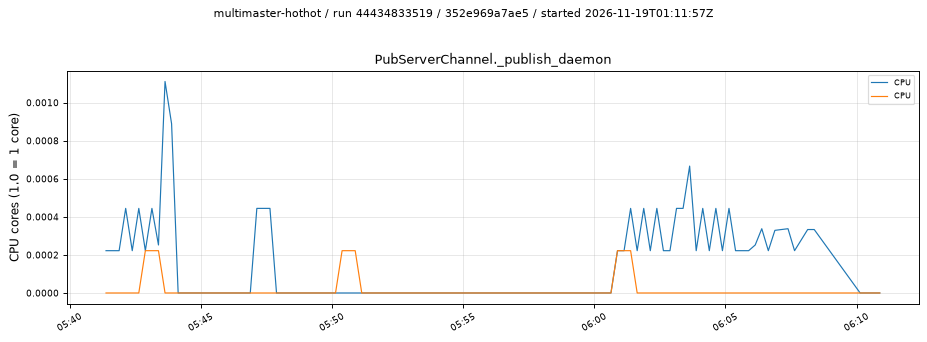 multimaster-hothot / run 44434833519 / 352e969a7ae5 / started 2026-11-19T01:11:57Z
PubServerChannel._publish_daemon
CPU cores (1.0 = 1 core)
0.0010
0.0008
0.0006
0.0004
0.0002
0.0000
CPU
CPU
05:40
05:45
05:50
05:55
06:00
06:05
06:10